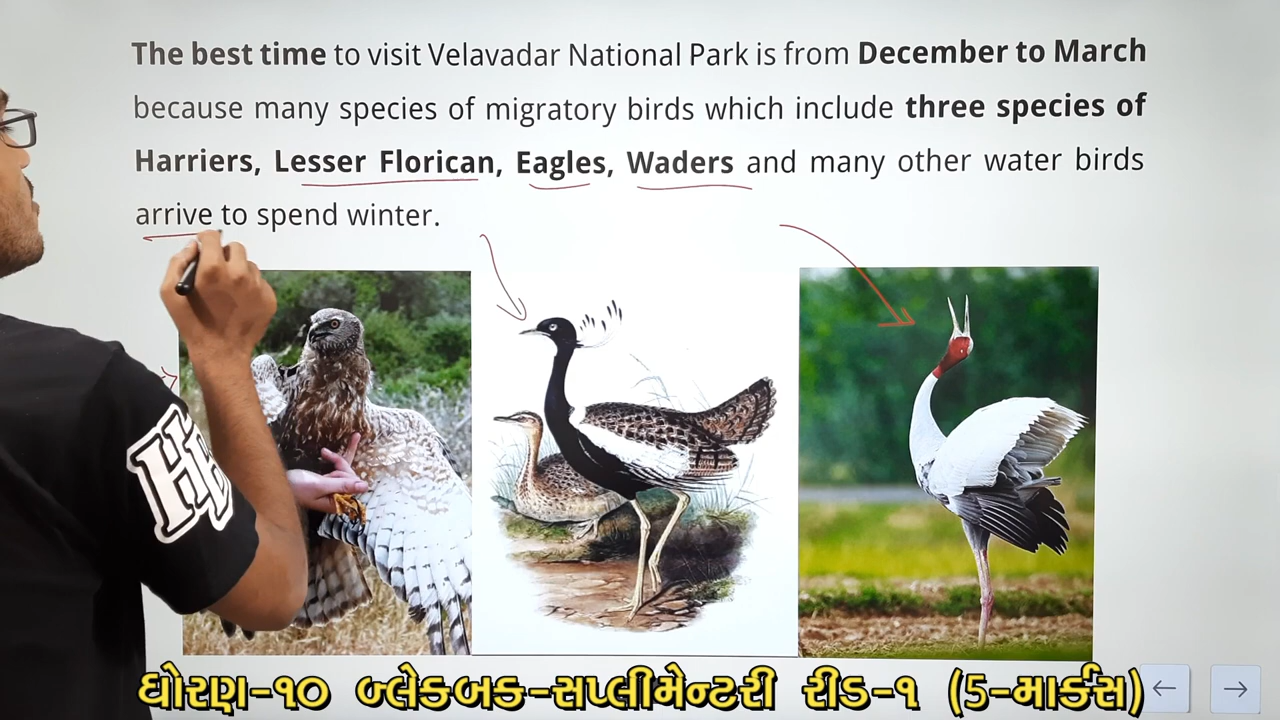 The best time to visit Velavadar National Park is from December to March
because many species of migratory birds which include three species of
Harriers, Lesser Florican, Eagles, Waders and many other water birds
arrive to spend winter.
ધોરણ-૧૦ બ્લેકબક-સપ્લીમેન્ટરી રીડ-૧ (5-માર્કસ)